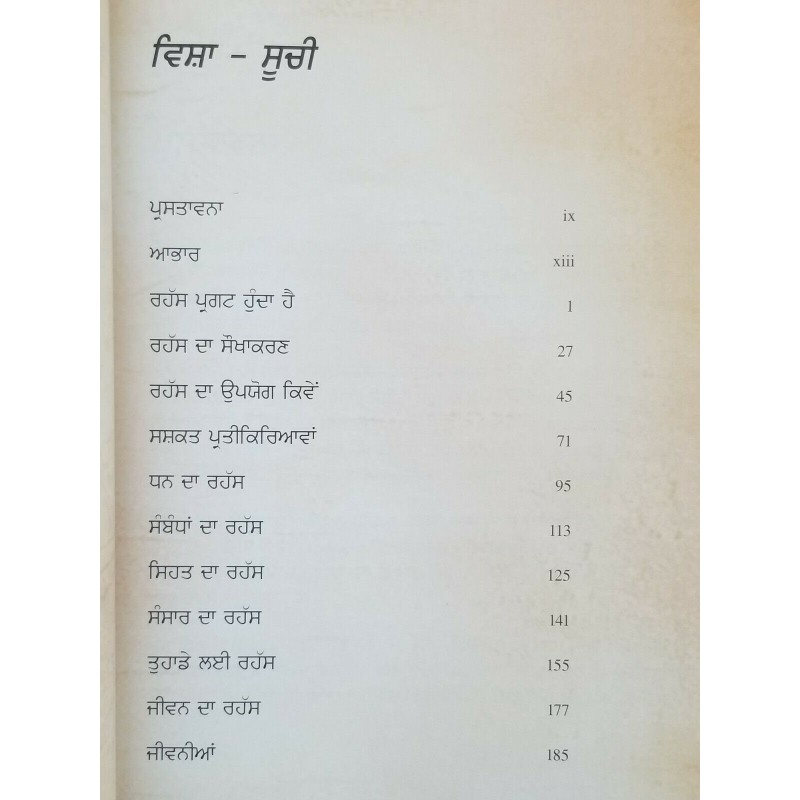 ਵਿਸ਼ਾ – ਸੂਚੀ
ਪ੍ਰਸਤਾਵਨਾ ix
ਆਭਾਰ xiii
ਰਹੱਸ ਪ੍ਰਗਟ ਹੁੰਦਾ ਹੈ 1
ਰਹੱਸ ਦਾ ਸੌਖਾਕਰਣ 27
ਰਹੱਸ ਦਾ ਉਪਯੋਗ ਕਿਵੇਂ 45
ਸਸ਼ਕਤ ਪ੍ਰਤੀਕਿਰਿਆਵਾਂ 71
ਧਨ ਦਾ ਰਹੱਸ 95
ਸੰਬੰਧਾਂ ਦਾ ਰਹੱਸ 113
ਸਿਹਤ ਦਾ ਰਹੱਸ 125
ਸੰਸਾਰ ਦਾ ਰਹੱਸ 141
ਤੁਹਾਡੇ ਲਈ ਰਹੱਸ 155
ਜੀਵਨ ਦਾ ਰਹੱਸ 177
ਜੀਵਨੀਆਂ 185